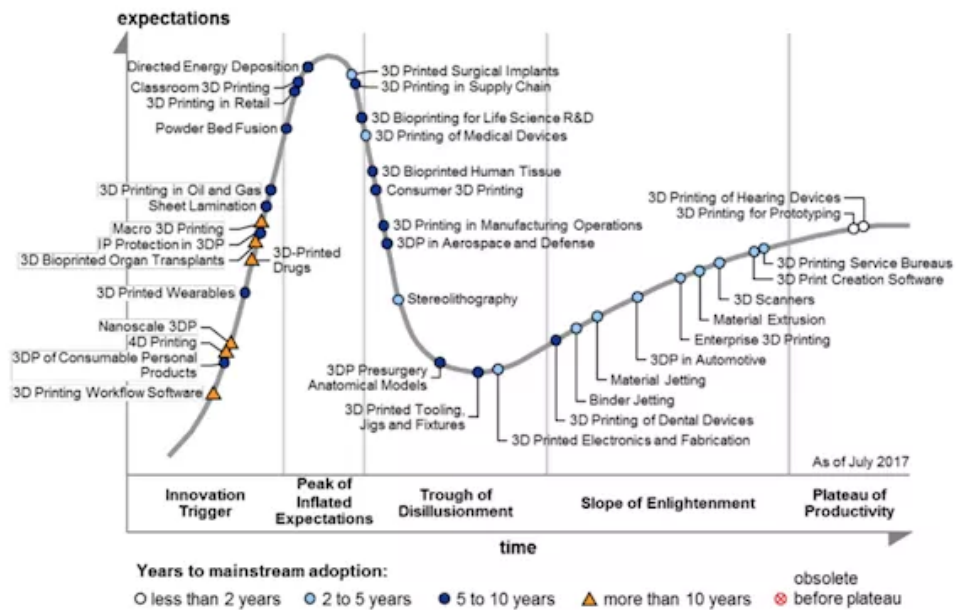 expectations
Directed Energy Deposition
Classroom 3D Printing
3D Printing in Retail
Powder Bed Fusion
3D Printing in Oil and Gas
Sheet Lamination
Macro 3D Printing
IP Protection in 3DP
3D Bioprinted Organ Transplants
3D-Printed
Drugs
3D Printed Wearables
Nanoscale 3DP
4D Printing
3DP of Consumable Personal
Products
3D Printing Workflow Software
3D Printed Surgical Implants
3D Printing in Supply Chain
3D Bioprinting for Life Science R&D
3D Printing of Medical Devices
3D Bioprinted Human Tissue
Consumer 3D Printing
3D Printing in Manufacturing Operations
3DP in Aerospace and Defense
Stereolithography
3DP Presurgery
Anatomical Models
3D Printed Tooling,
Jigs and Fixtures
3D Printed Electronics and Fabrication
3D Printing of Dental Devices
Binder Jetting
Material Jetting
3DP in Automotive
Enterprise 3D Printing
Material Extrusion
3D Scanners
3D Print Creation Software
3D Printing Service Bureaus
3D Printing of Hearing Devices
3D Printing for Prototyping
As of July 2017
Innovation
Trigger
Peak of
Inflated
Expectations
Trough of
Disillusionment
Slope of Enlightenment
Plateau of
Productivity
time
Years to mainstream adoption:
less than 2 years
2 to 5 years
5 to 10 years
more than 10 years
obsolete
before plateau